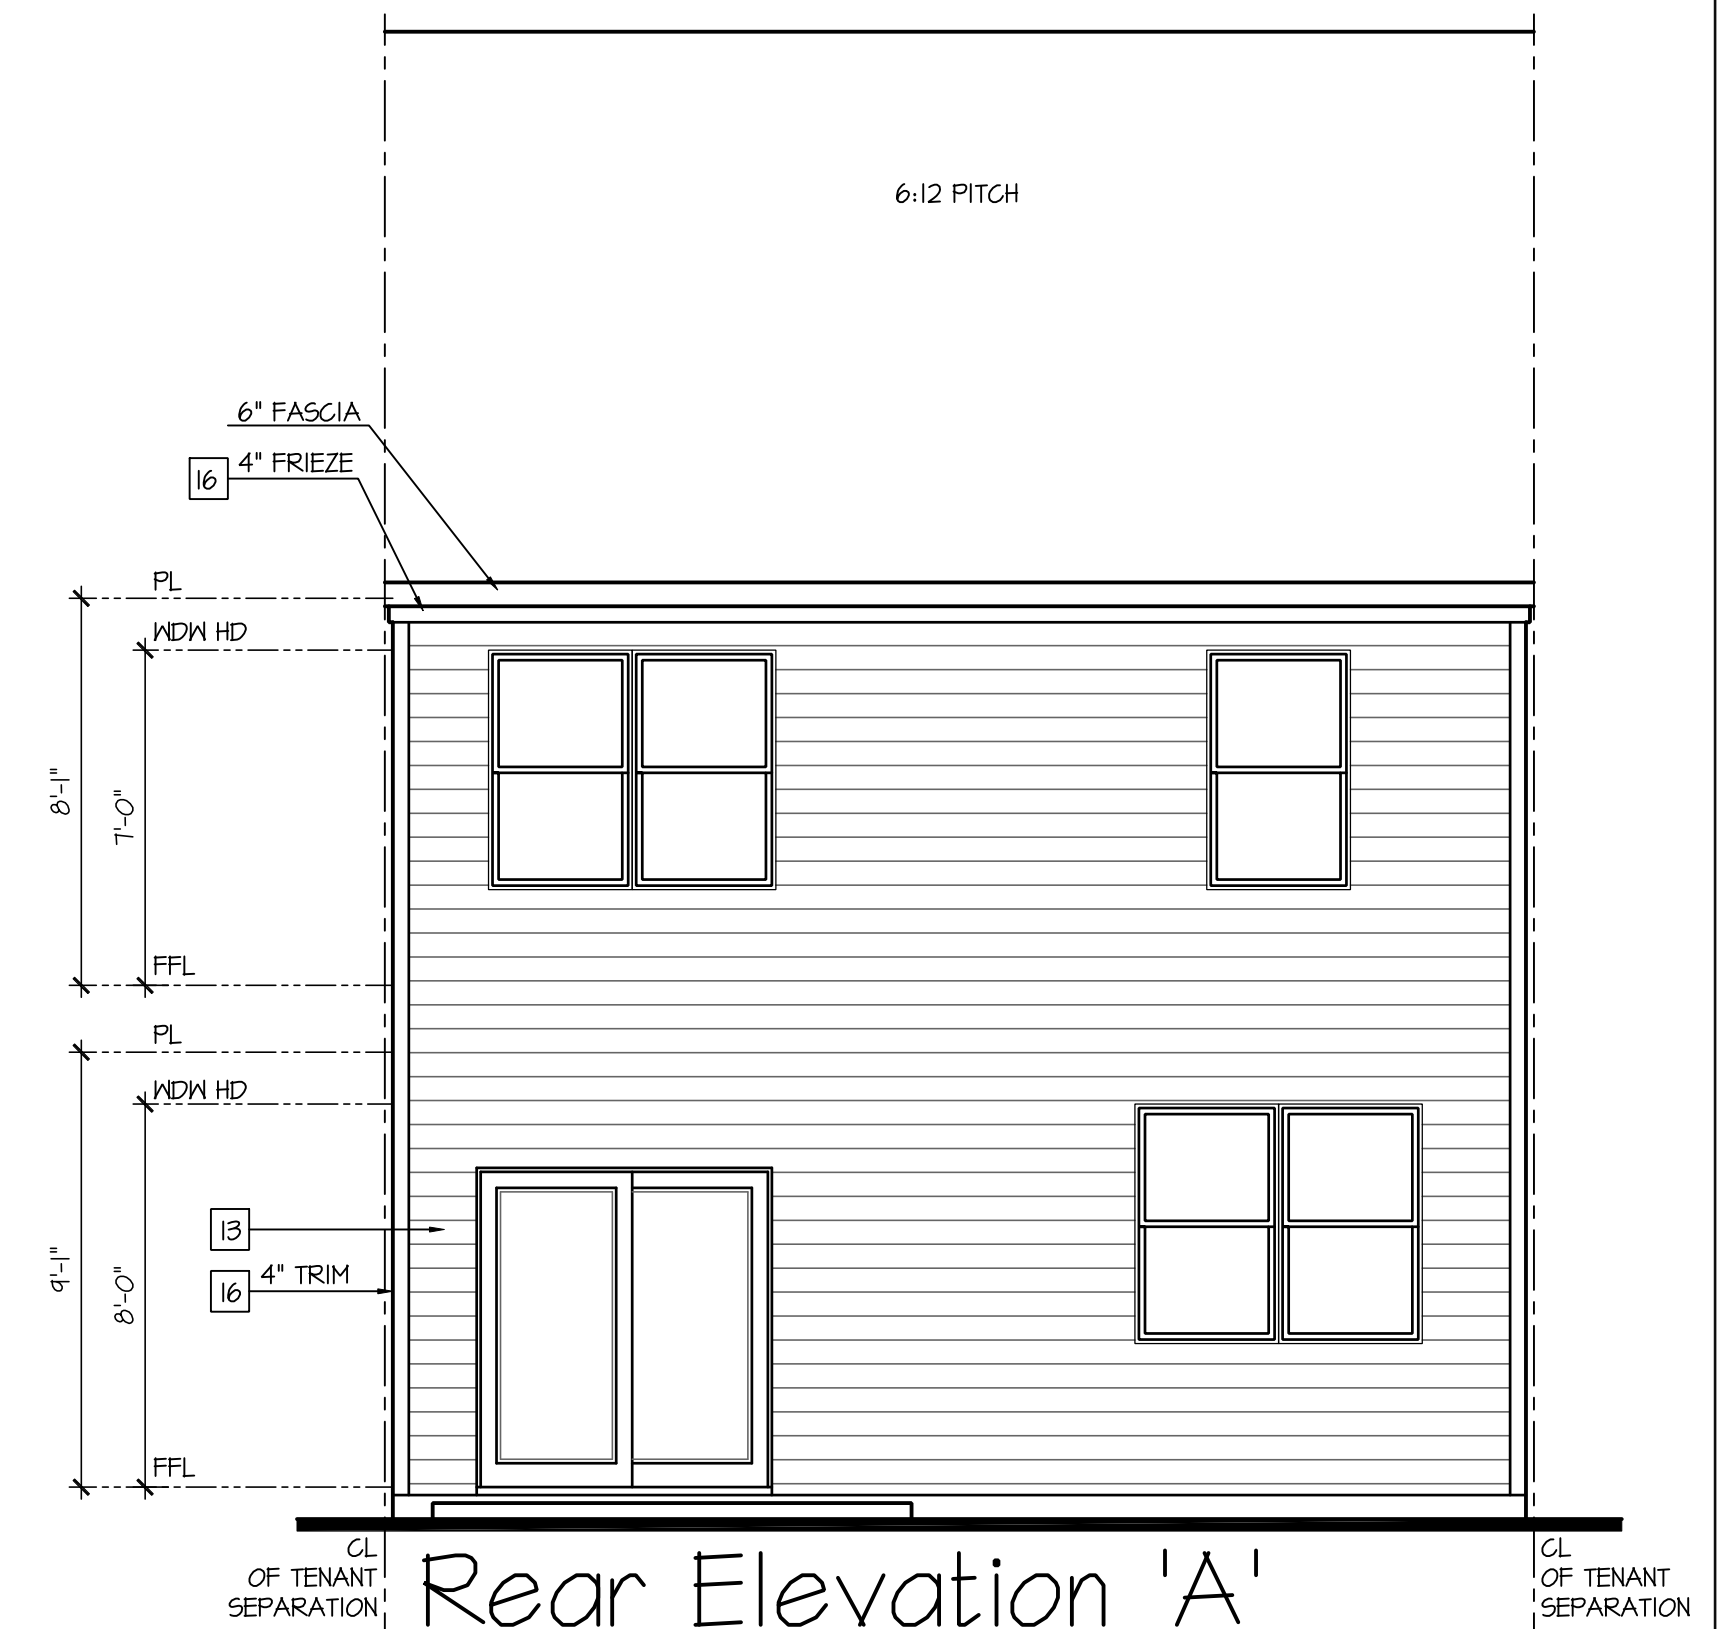 6:12 PITCH
6" FASCIA
4" FRIEZE
16
PL
WDW HD
8'-1"
7'-0"
FFL
PL
WDW HD
13
9'-1"
8'-0"
4" TRIM
16
FFL
CL
OF TENANT
SEPARATION
Rear Elevation 'A'
CL
OF TENANT
SEPARATION